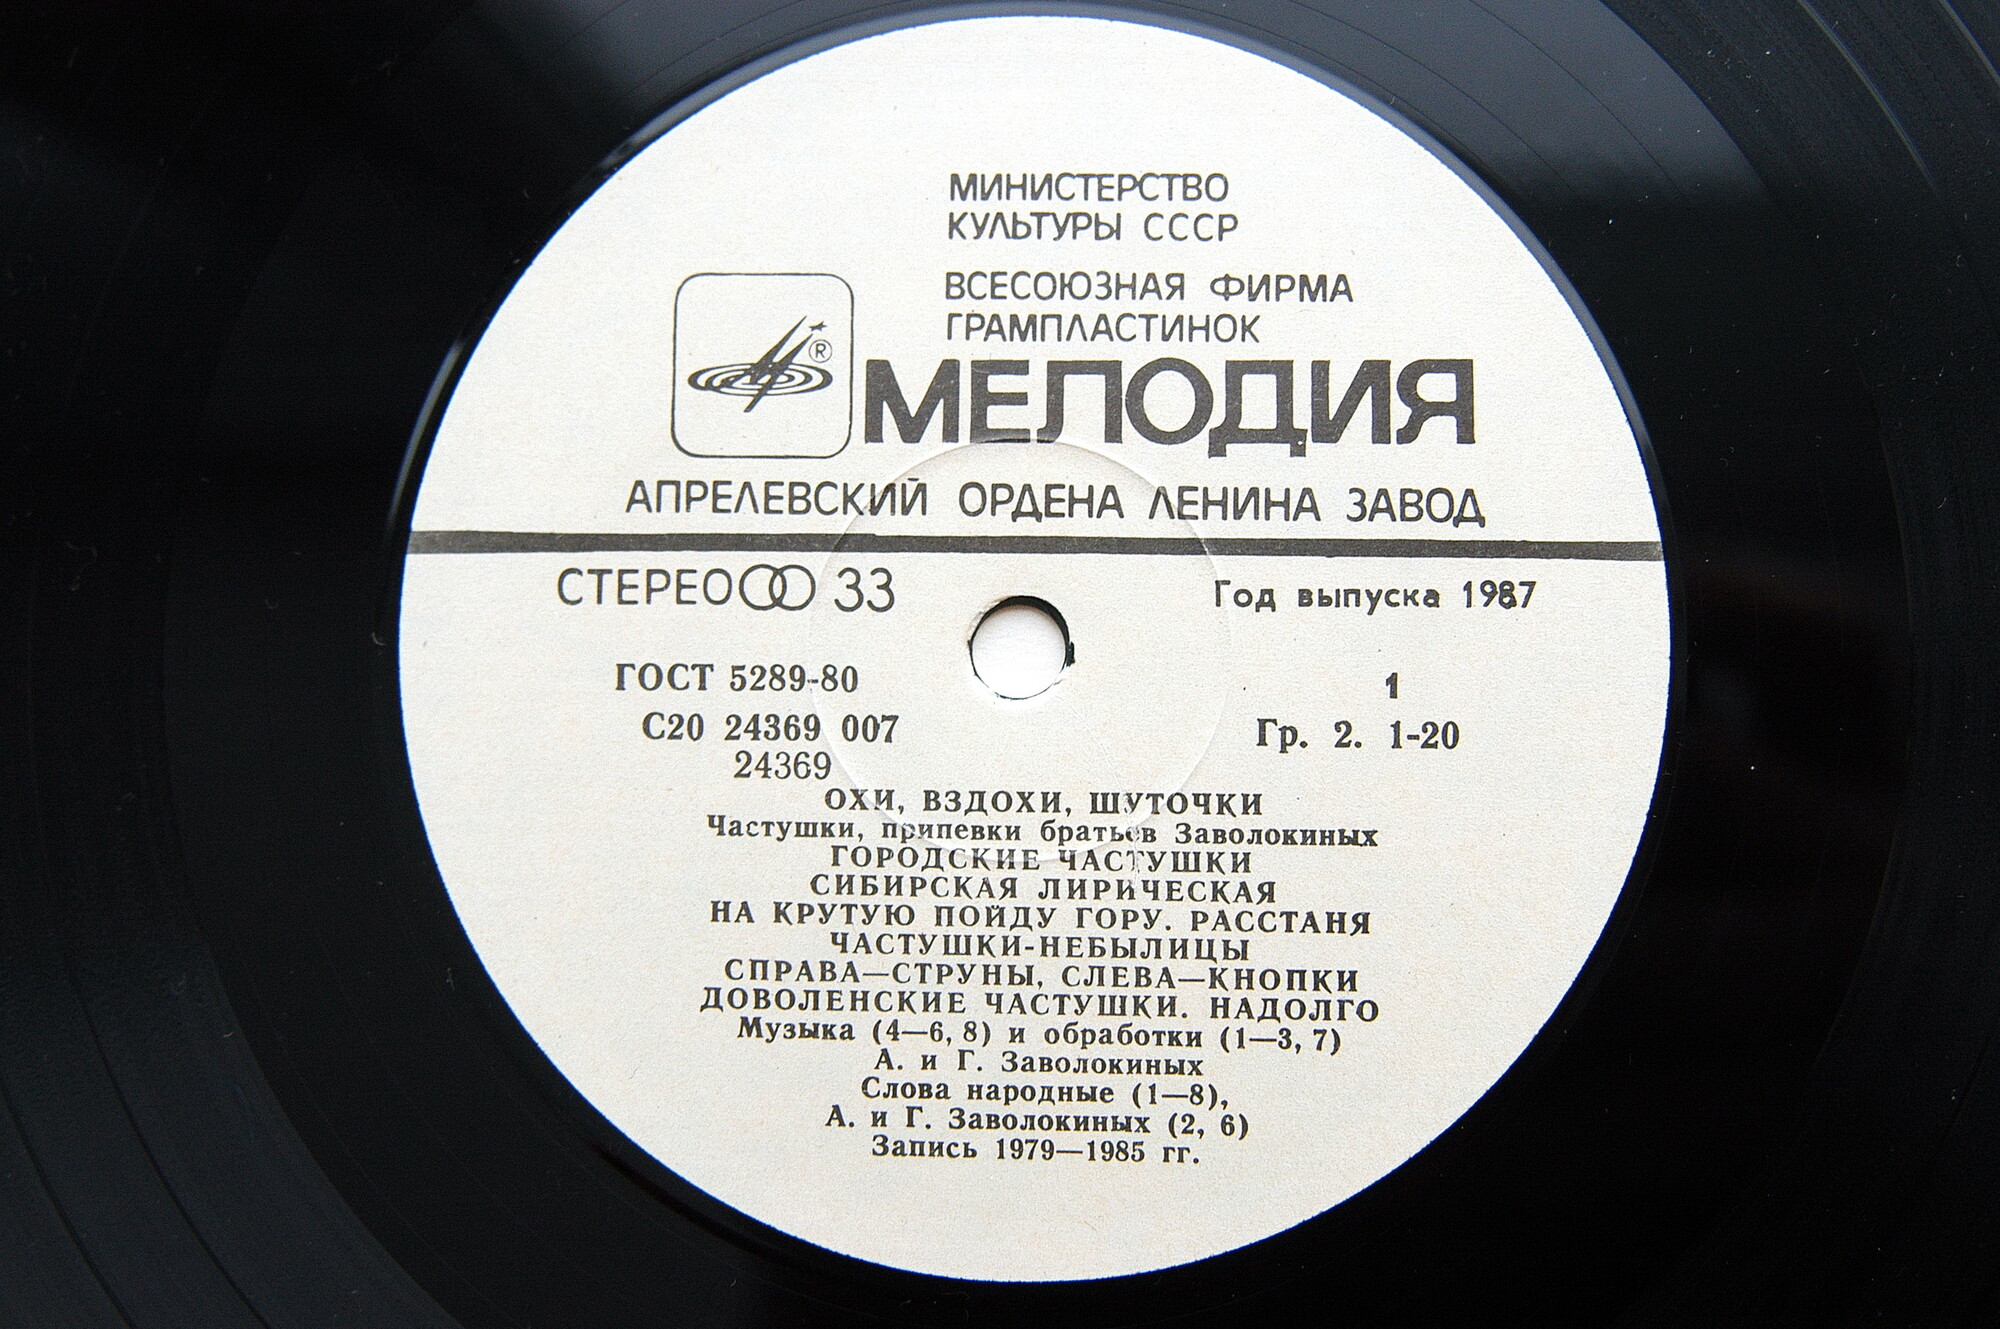 МИНИСТЕРСТВО
КУЛЬТУРЫ СССР
ВСЕСОЮЗНАЯ ФИРМА
ГРАМПЛАСТИНОК
®
МЕЛОДИЯ
АПРЕЛЕВСКИЙ ОРДЕНА ЛЕНИНА ЗАВОД
СТЕРЕО 33
Год выпуска 1987
ГОСТ 5289-80
1
С20 24369 007
Гр. 2. 1-20
24369
ОХИ, ВЗДОХИ, ШУТОЧКИ
Частушки, припевки братьев Заволокиных
ГОРОДСКИЕ ЧАСТУШКИ
СИБИРСКАЯ ЛИРИЧЕСКАЯ
НА КРУТУЮ ПОЙДУ ГОРУ. РАССТАНЯ
ЧАСТУШКИ-НЕБЫЛИЦЫ
СПРАВА—СТРУНЫ, СЛЕВА—КНОПКИ
ДОВОЛЕНСКИЕ ЧАСТУШКИ. НАДОЛГО
Музыка (4—6, 8) и обработки (1—3, 7)
А. и Г. Заволокиных
Слова народные (1—8),
А. и Г. Заволокиных (2, 6)
Запись 1979—1985 гг.